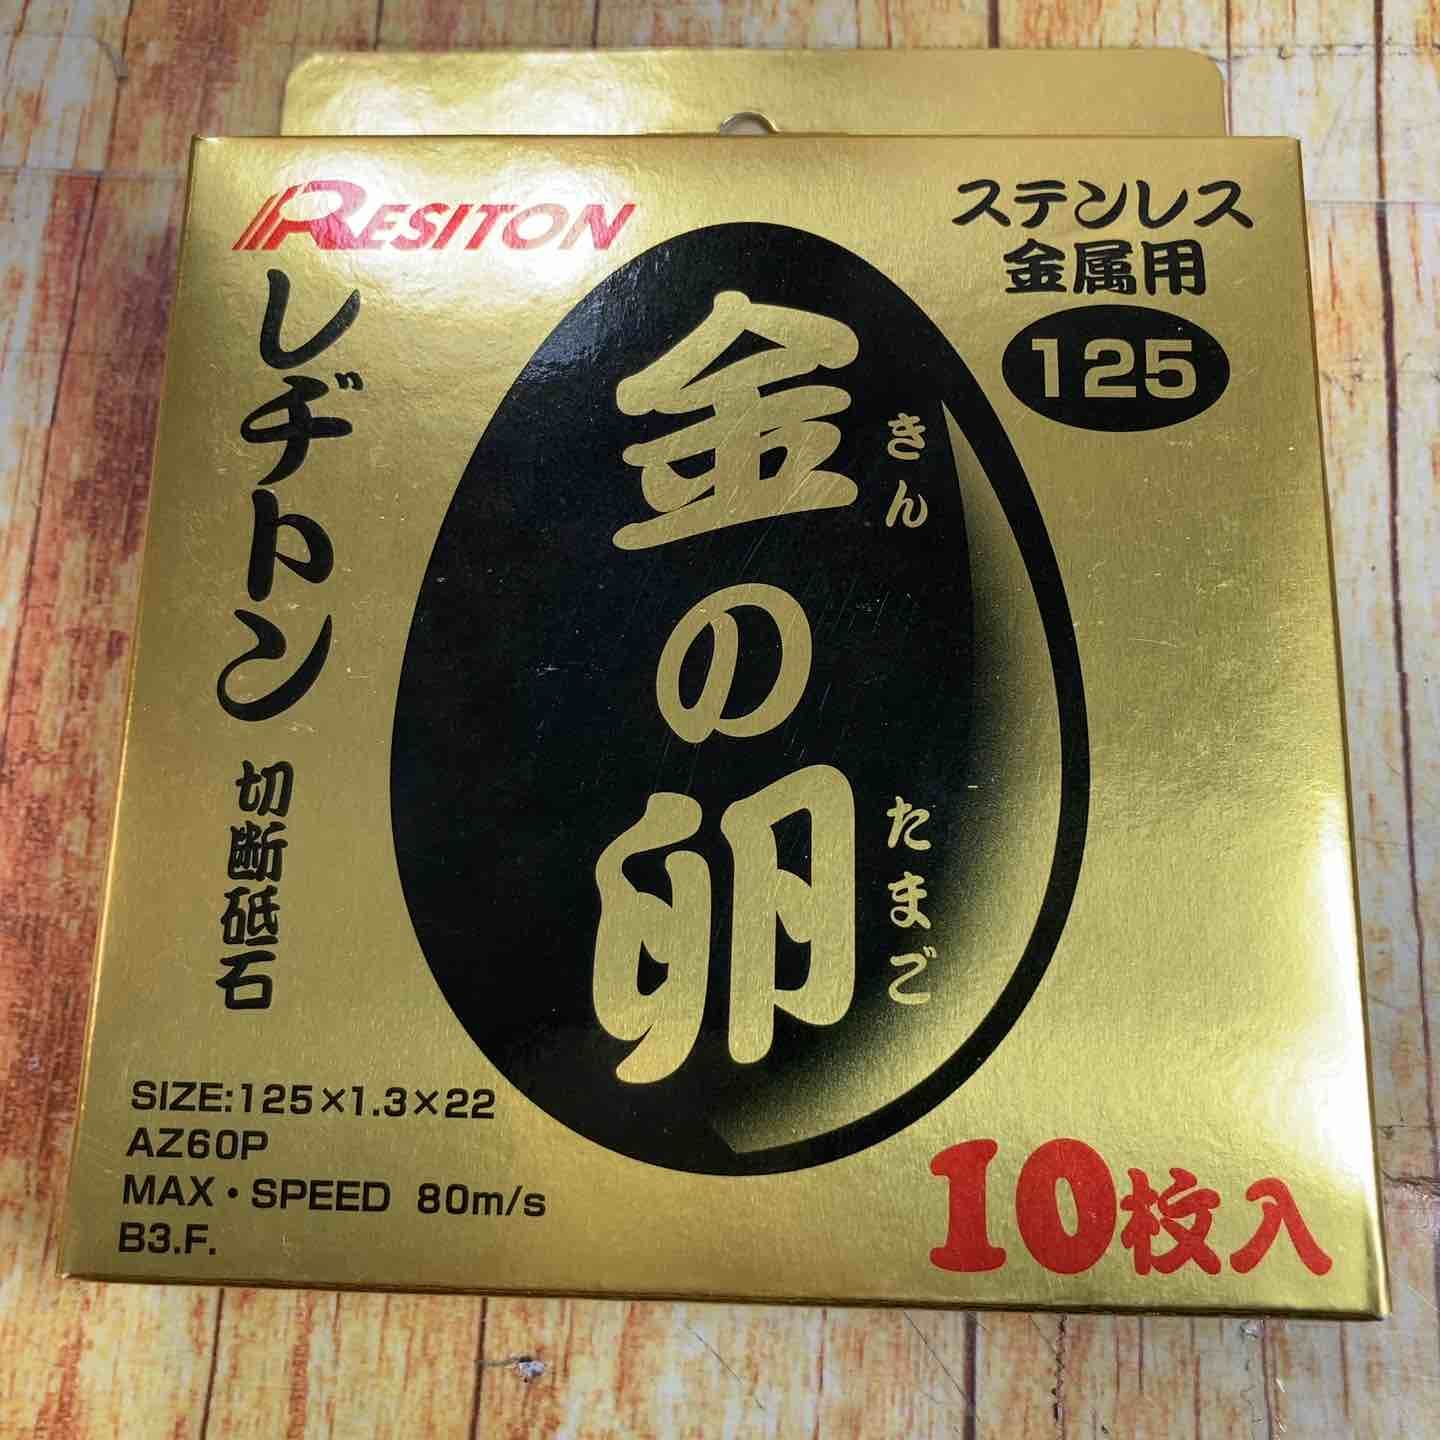 RESITON
ステンレス
金属用
125
レヂトン
切断砥石
金の卵
きん
たまご
SIZE:125×1.3×22
AZ60P
MAX・SPEED 80m/s
B3.F.
10枚入